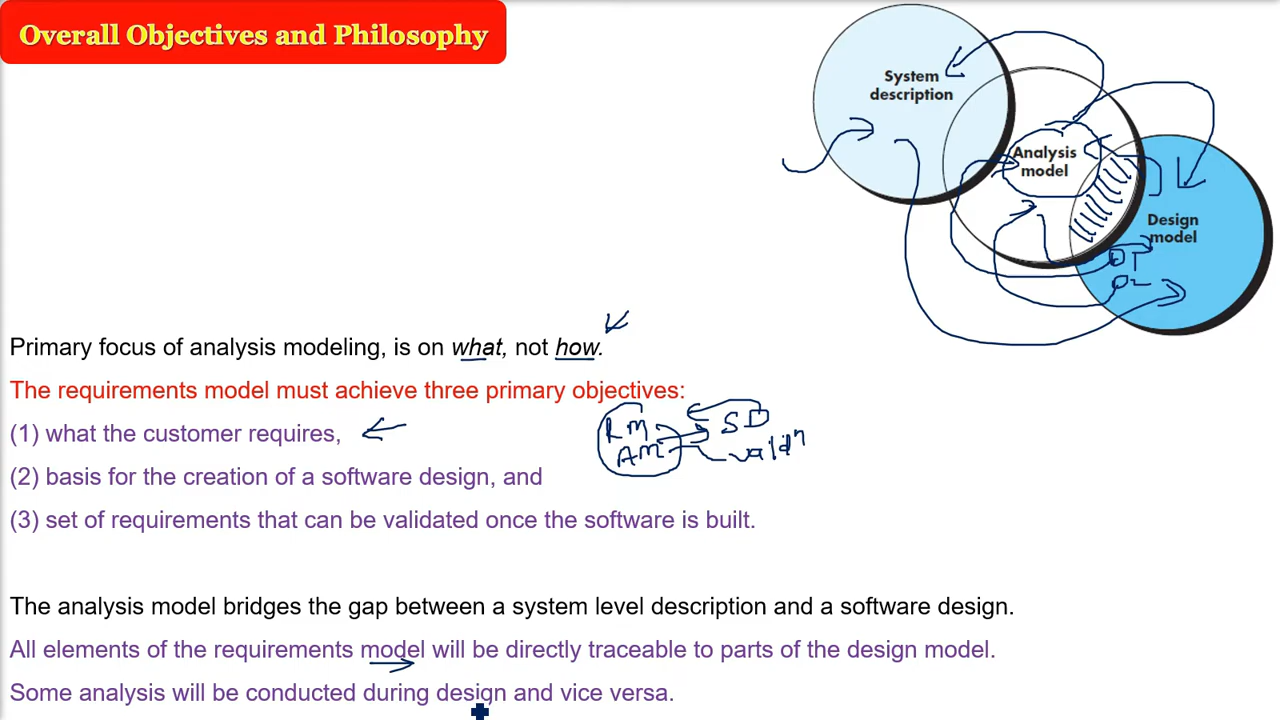 Overall Objectives and Philosophy
System
description
Analysis
model
Design
model
Primary focus of analysis modeling, is on what, not how.
The requirements model must achieve three primary objectives:
(1) what the customer requires,
RM
SD
AM
valdn
(2) basis for the creation of a software design, and
(3) set of requirements that can be validated once the software is built.
The analysis model bridges the gap between a system level description and a software design.
All elements of the requirements model will be directly traceable to parts of the design model.
Some analysis will be conducted during design and vice versa.